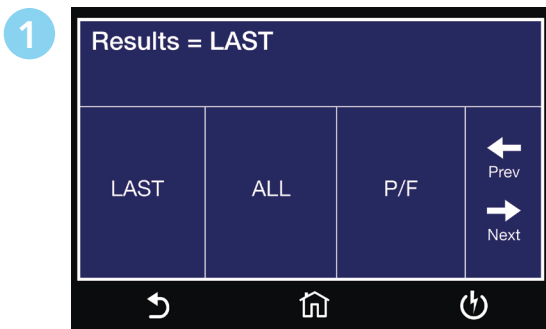 1
Results = LAST
LAST
ALL
P/F
Prev
Next